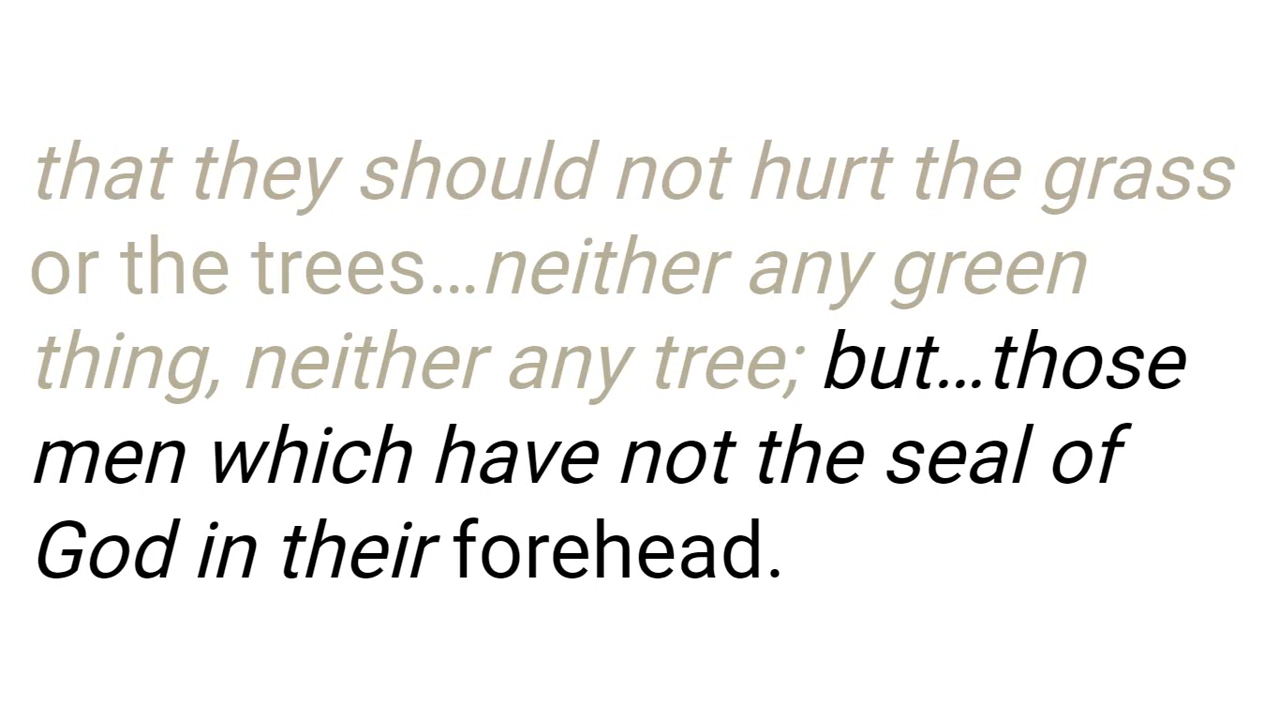 that they should not hurt the grass
or the trees...neither any green
thing, neither any tree; but...those
men which have not the seal of
God in their forehead.